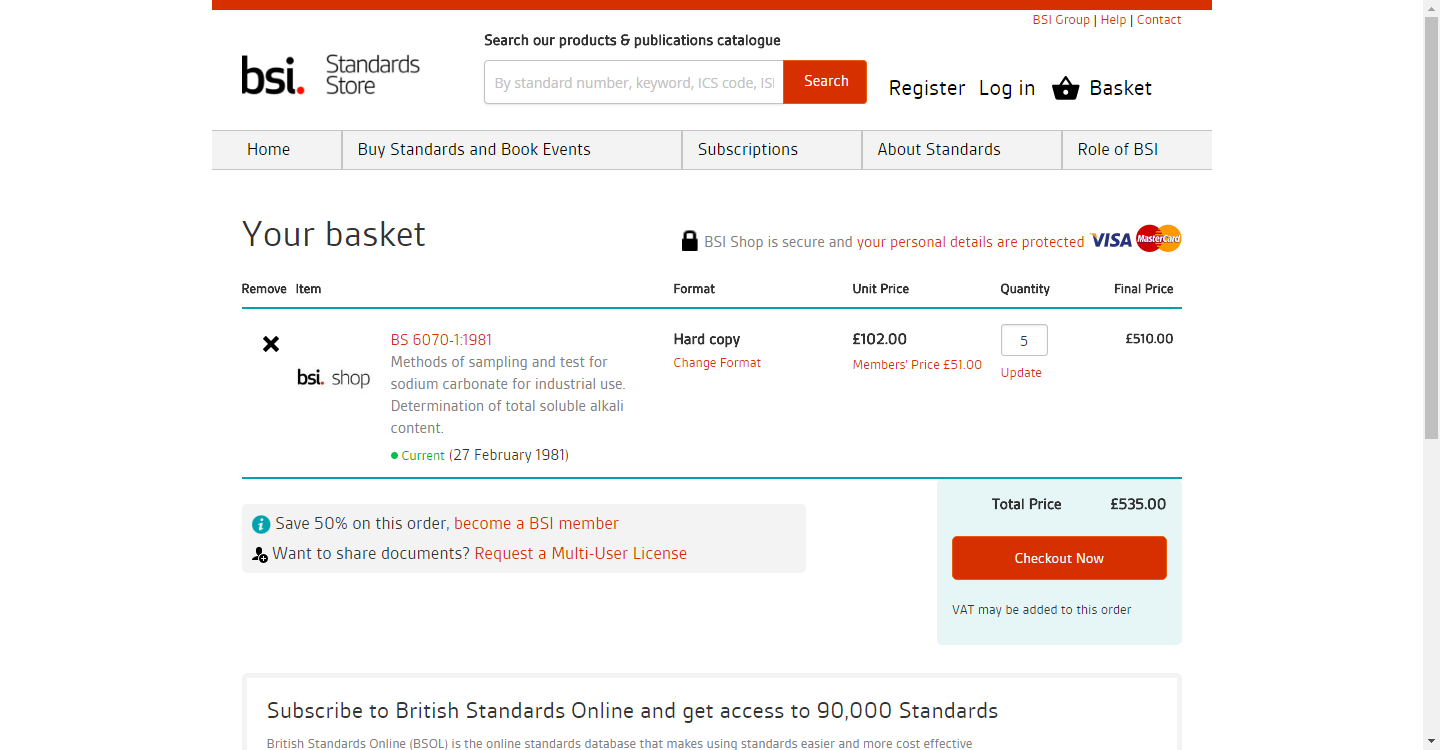 BSI Group | Help | Contact
Search our products & publications catalogue
bsi. Standards Store
By standard number, keyword, ICS code, ISI
Search
Register Log in Basket
Home Buy Standards and Book Events Subscriptions About Standards Role of BSI
Your basket
BSI Shop is secure and your personal details are protected VISA MasterCard
Remove Item Format Unit Price Quantity Final Price
BS 6070-1:1981 Hard copy £102.00 5 £510.00
Methods of sampling and test for Change Format Members' Price £51.00 Update
bsi. shop
sodium carbonate for industrial use.
Determination of total soluble alkali
content.
Current (27 February 1981)
Total Price £535.00
Save 50% on this order, become a BSI member
Want to share documents? Request a Multi-User License
Checkout Now
VAT may be added to this order
Subscribe to British Standards Online and get access to 90,000 Standards
British Standards Online (BSOL) is the online standards database that makes using standards easier and more cost effective